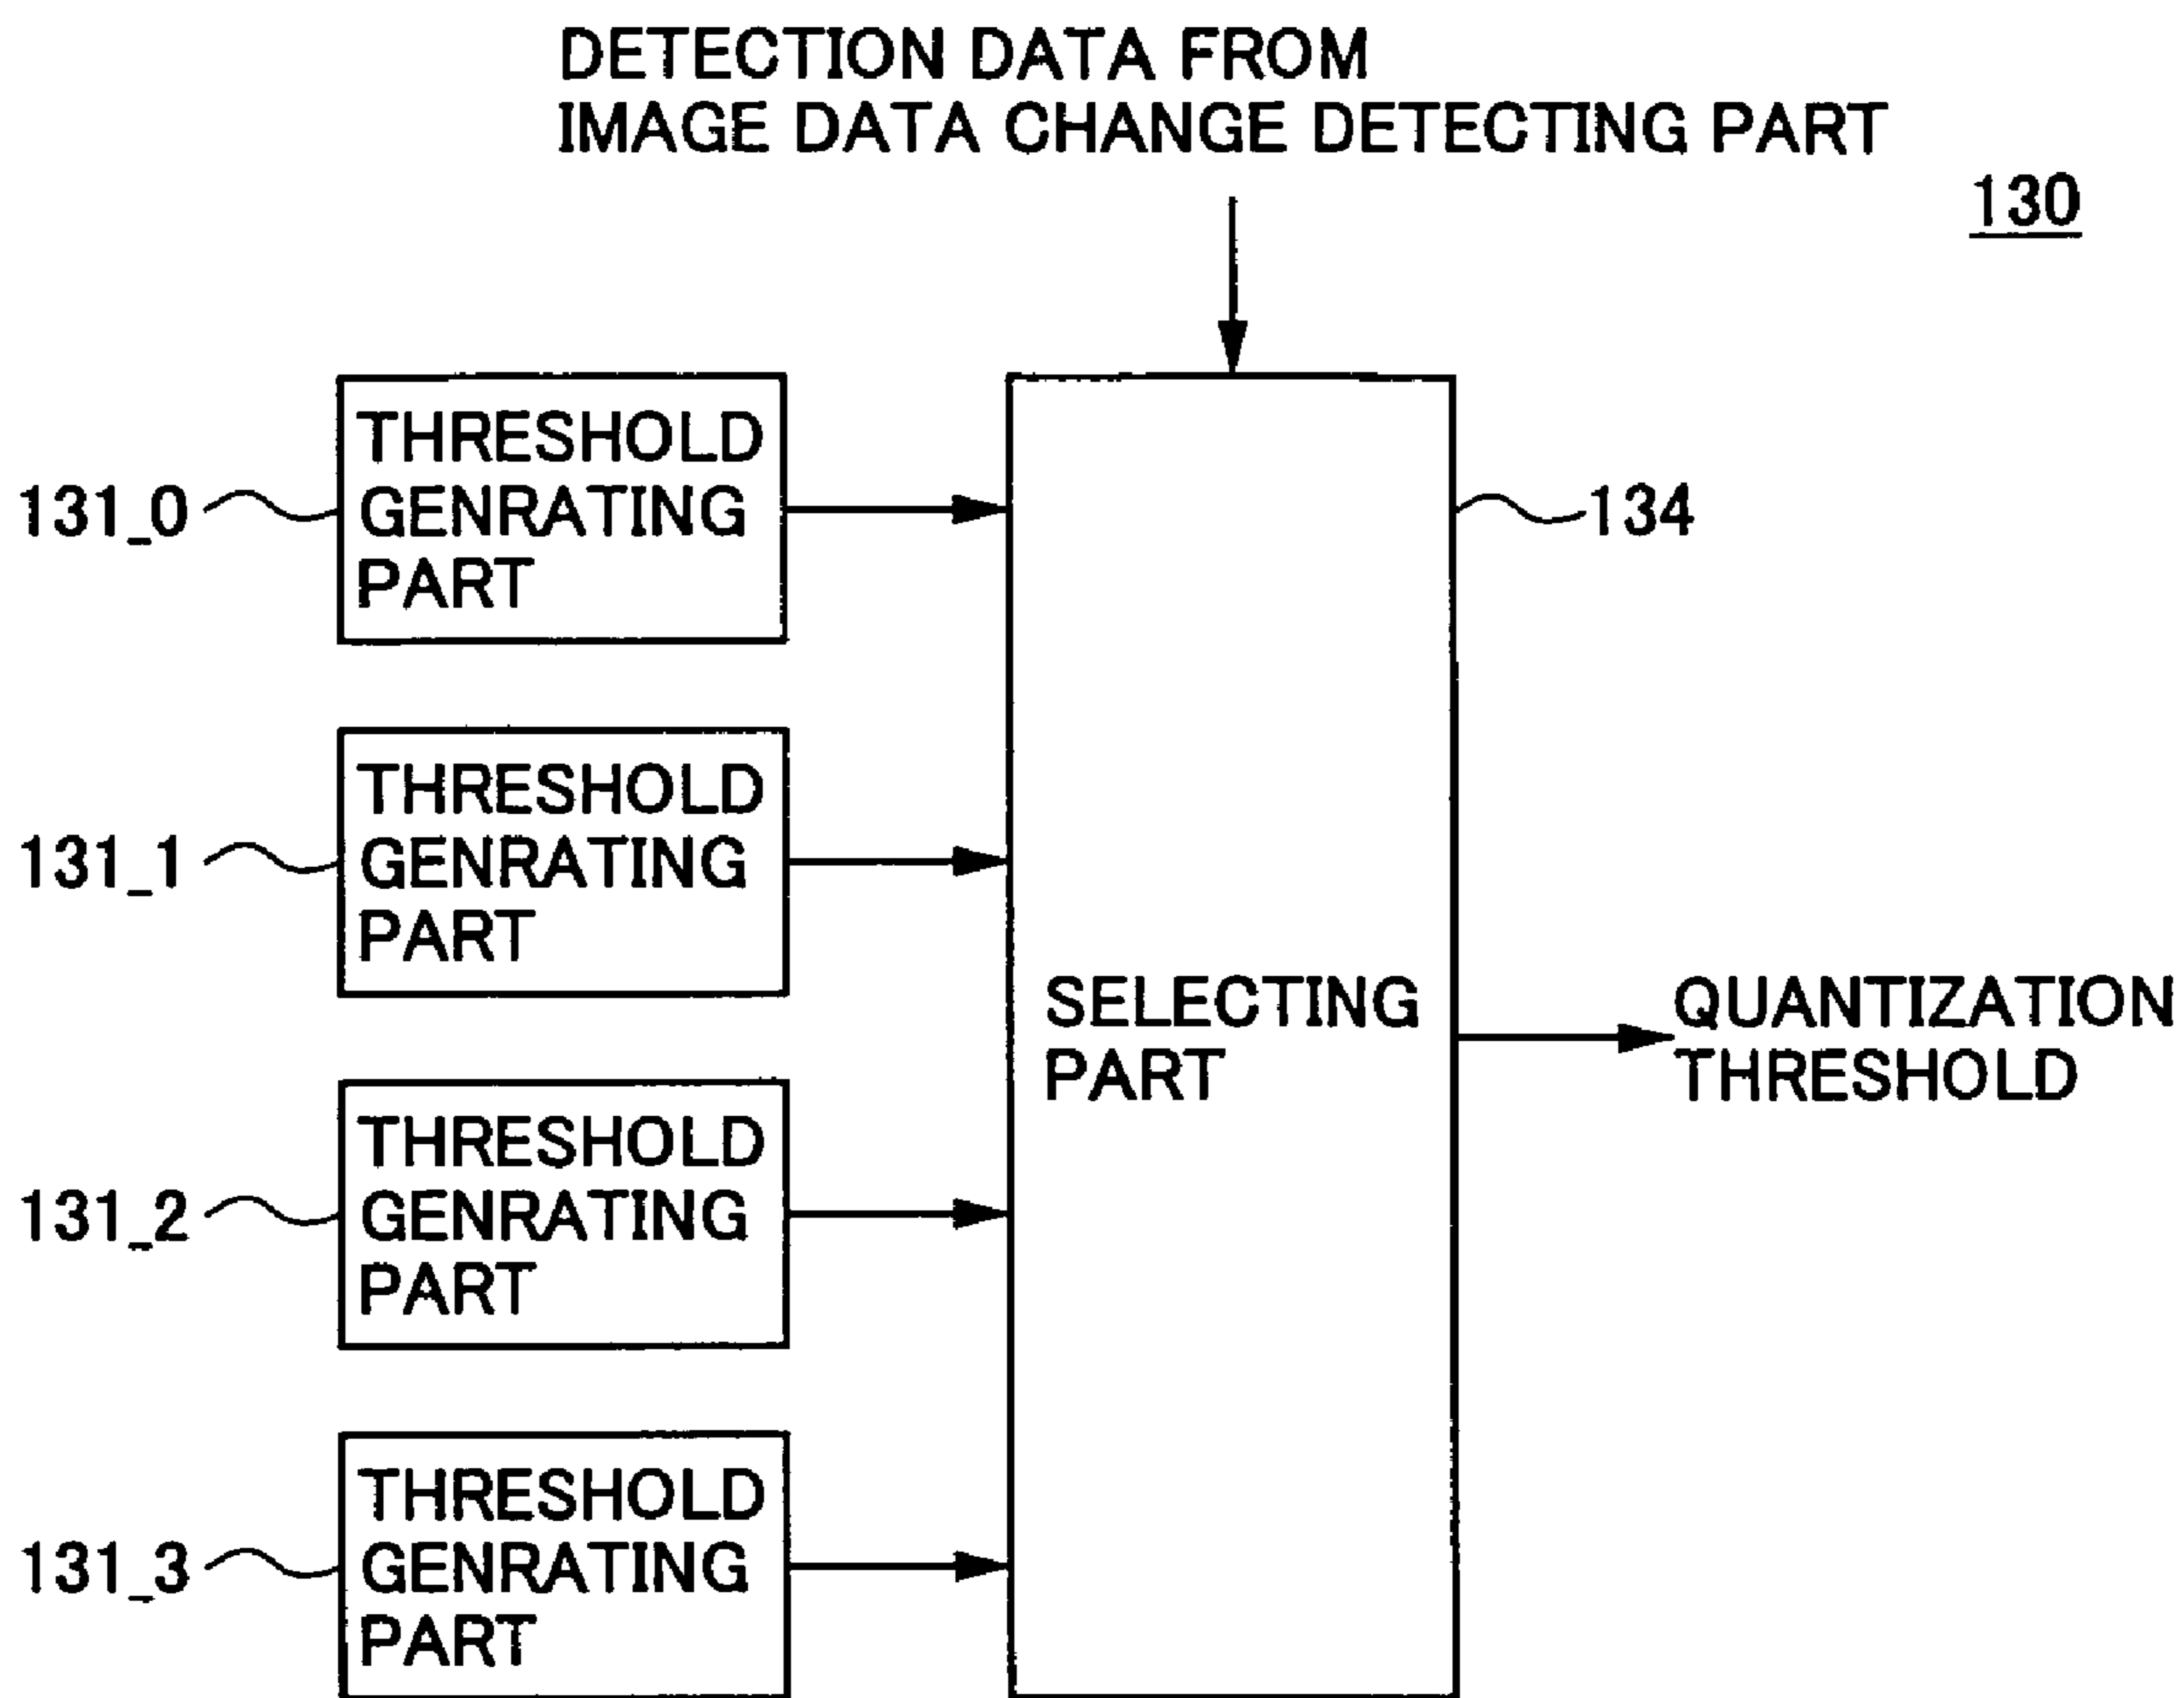 DETECTION DATA FROM
IMAGE DATA CHANGE DETECTING PART
130
THRESHOLD
GENRATING
PART
131_0
134
THRESHOLD
GENRATING
PART
131_1
SELECTING
PART
QUANTIZATION
THRESHOLD
THRESHOLD
GENRATING
PART
131_2
THRESHOLD
GENRATING
PART
131_3